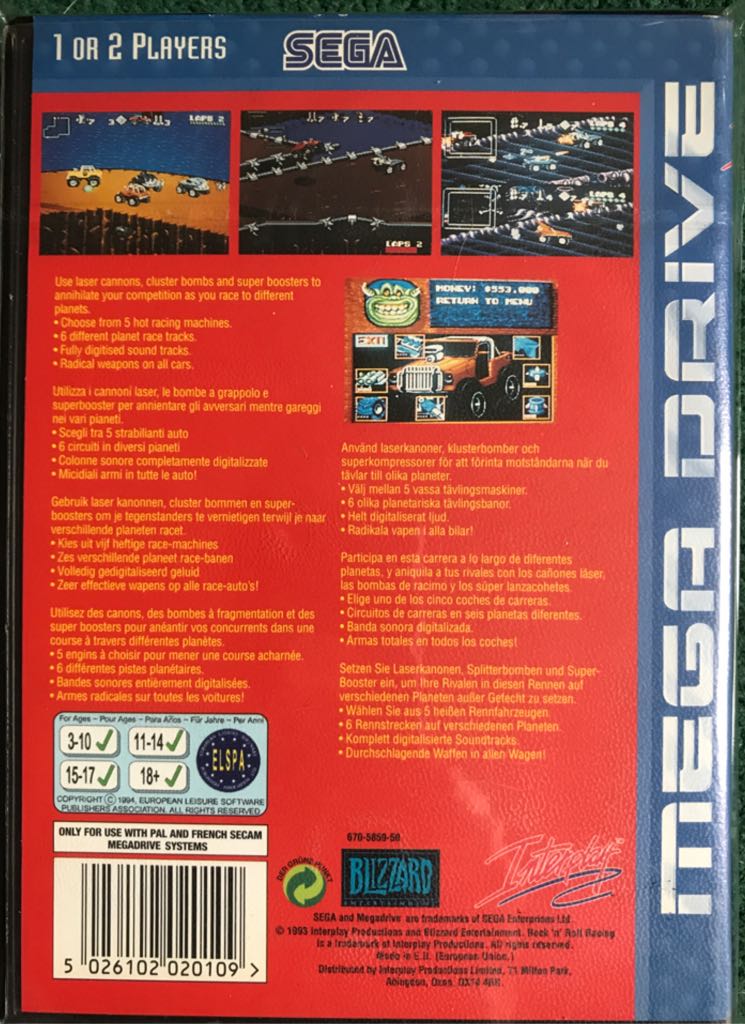 1 OR 2 PLAYERS
SEGA
MEGA DRIVE
LAPS 2
LAPS 2
MONEY: $553.000
RETURN TO MENU
EXIT
Use laser cannons, cluster bombs and super boosters to
annihilate your competition as you race to different
planets.
• Choose from 5 hot racing machines.
• 6 different planet race tracks.
• Fully digitised sound tracks.
• Radical weapons on all cars.
Utilizza i cannoni laser, le bombe a grappolo e
superbooster per annientare gli avversari mentre gareggi
nei vari pianeti.
• Scegli tra 5 strabilianti auto
• 6 circuiti in diversi pianeti
• Colonne sonore completamente digitalizzate
• Micidiali armi in tutte le auto!
Gebruik laser kanonnen, cluster bommen en super-
boosters om je tegenstanders te vernietigen terwijl je naar
verschillende planeten racet.
• Kies uit vijf heftige race-machines
• Zes verschillende planeet race-banen
• Volledig gedigitaliseerd geluid
• Zeer effectieve wapens op alle race-auto's!
Utilisez des canons, des bombes à fragmentation et des
super boosters pour anéantir vos concurrents dans une
course à travers différentes planètes.
• 5 engins à choisir pour mener une course acharnée.
• 6 différentes pistes planétaires.
• Bandes sonores entièrement digitalisées.
• Armes radicales sur toutes les voitures!
Använd laserkanoner, klusterbomber och
superkompressorer för att förinta motståndarna när du
tävlar till olika planeter.
• Välj mellan 5 vassa tävlingsmaskiner.
• 6 olika planetariska tävlingsbanor.
• Helt digitaliserat ljud.
• Radikala vapen i alla bilar!
Participa en esta carrera a lo largo de diferentes
planetas, y aniquila a tus rivales con los cañones láser,
las bombas de racimo y los súper lanzacohetes.
• Elige uno de los cinco coches de carreras.
• Circuitos de carreras en seis planetas diferentes.
• Banda sonora digitalizada.
• Armas totales en todos los coches!
Setzen Sie Laserkanonen, Splitterbomben und Super-
Booster ein, um Ihre Rivalen in diesen Rennen auf
verschiedenen Planeten außer Getecht zu setzen.
• Wählen Sie aus 5 heißen Rennfahrzeugen.
• 6 Rennstrecken auf verschiedenen Planeten.
• Komplett digitalisierte Soundtracks.
• Durchschlagende Waffen in allen Wagen!
For Ages – Pour Ages – Para Años – Für Jahre – Per Anni
3-10
11-14
15-17
18+
ELSPA
COPYRIGHT © 1994, EUROPEAN LEISURE SOFTWARE
PUBLISHERS ASSOCIATION. ALL RIGHTS RESERVED
ONLY FOR USE WITH PAL AND FRENCH SECAM
MEGADRIVE SYSTEMS
5 026102 020109 >
670-5859-50
DER GRÜNE PUNKT
BLIZZARD
ENTERTAINMENT
Interplay™
SEGA and Megadrive are trademarks of SEGA Enterprises Ltd.
© 1993 Interplay Productions and Blizzard Entertainment. Rock 'n' Roll Racing
is a trademark of Interplay Productions. All rights reserved.
Made in E.U. (European Union.)
Distributed by Interplay Productions Limited, 71 Milton Park,
Abingdon, Oxon. OX14 4RX.